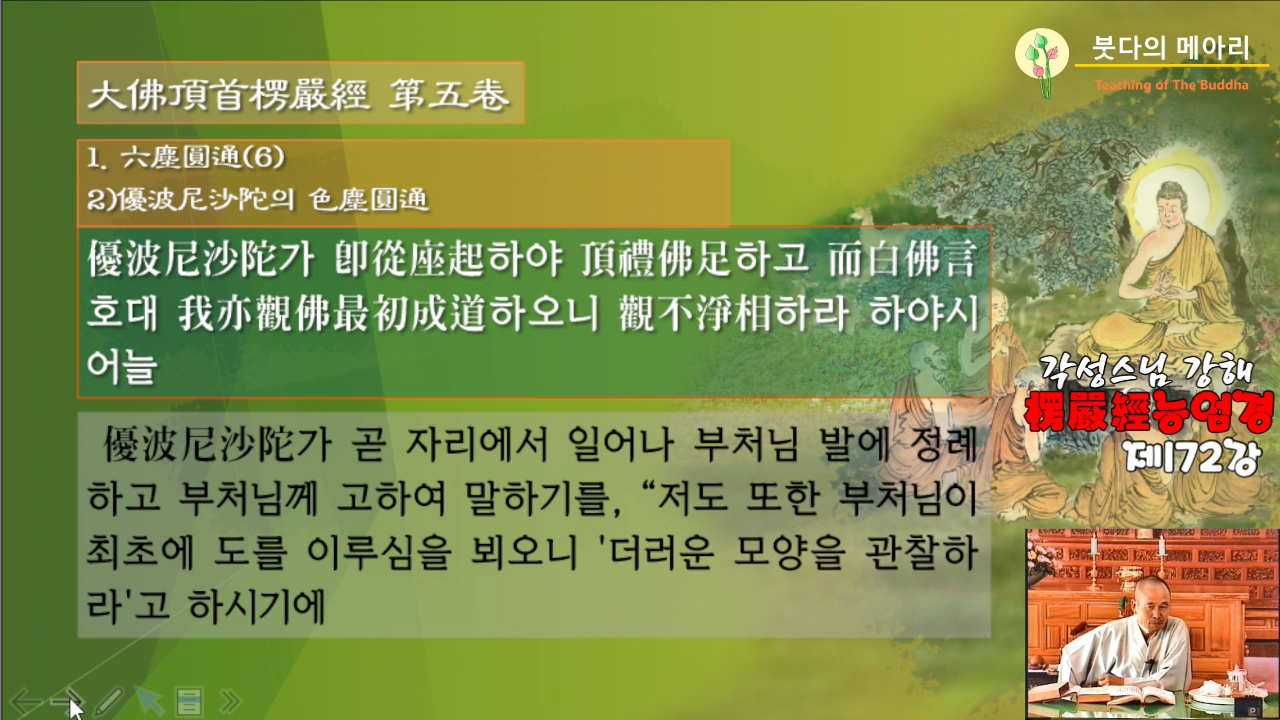 大佛頂首楞嚴經 第五卷
1. 六塵圓通(6)
2)優波尼沙陀의 色塵圓通
優波尼沙陀가 卽從座起하야 頂禮佛足하고 而白佛言
호대 我亦觀佛最初成道하오니 觀不淨相하라 하야시
어늘
優波尼沙陀가 곧 자리에서 일어나 부처님 발에 정례
하고 부처님께 고하여 말하기를, “저도 또한 부처님이
최초에 도를 이루심을 뵈오니 '더러운 모양을 관찰하
라'고 하시기에
붓다의 메아리
Teaching of The Buddha
각성스님 강해
楞嚴經능엄경
제172강